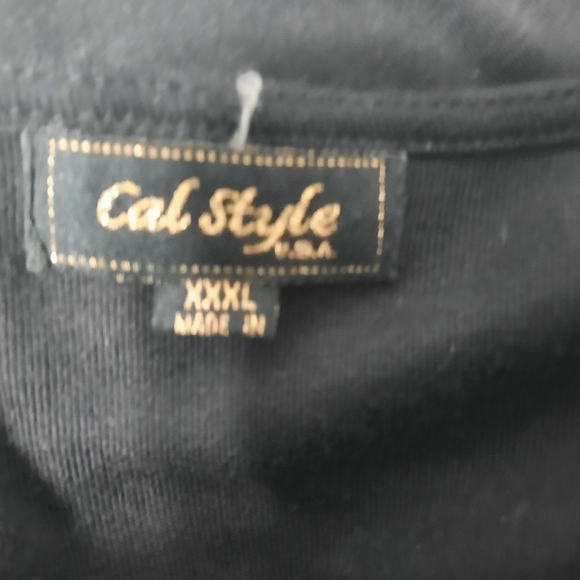 Cal Style
U.S.A.
XXXL
MADE IN